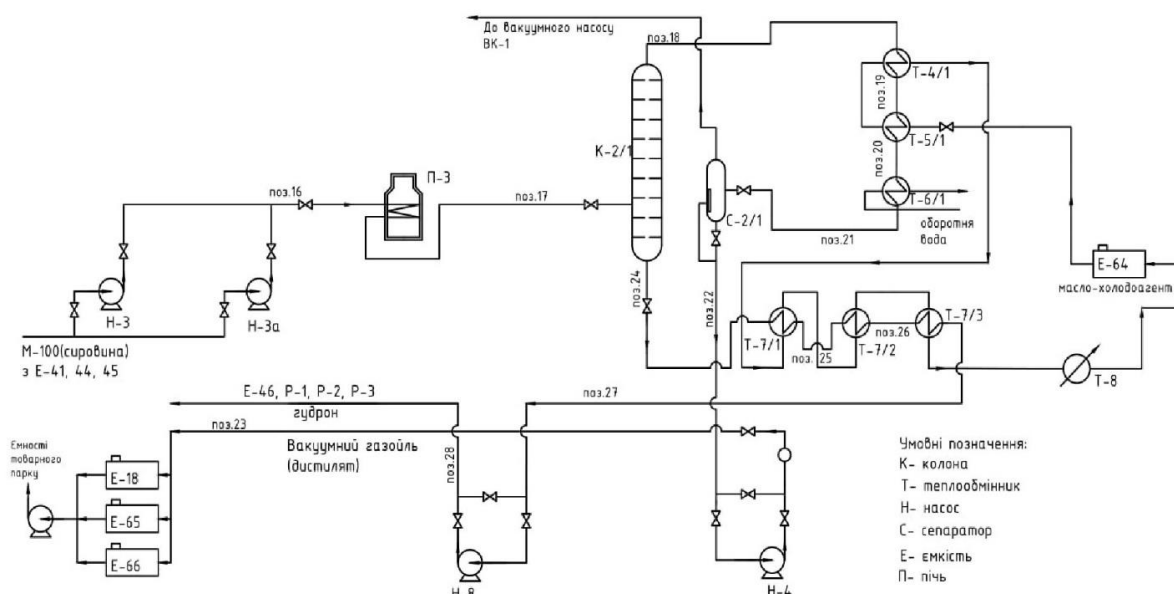 До вакуумного насосу
ВК-1
поз.18
Т-4/1
поз.19
Т-5/1
поз.20
Т-6/1
оборотня
вода
К-2/1
П-3
поз.16
поз.17
С-2/1
поз.21
Е-64
масло-холодоагент
поз.24
поз.22
Н-3
Н-3а
М-100(сировина)
з Е-41, 44, 45
Т-7/1
поз.25
Т-7/2
поз.26
Т-7/3
Т-8
Е-46, Р-1, Р-2, Р-3
гудрон
поз.27
поз.23
Вакуумний газойль
(дистилят)
поз.28
Ємності
товарного
парку
Е-18
Е-65
Е-66
Н-8
Н-4
Умовні позначення:
К- колона
Т- теплообмінник
Н- насос
С- сепаратор
Е- ємкість
П- піч